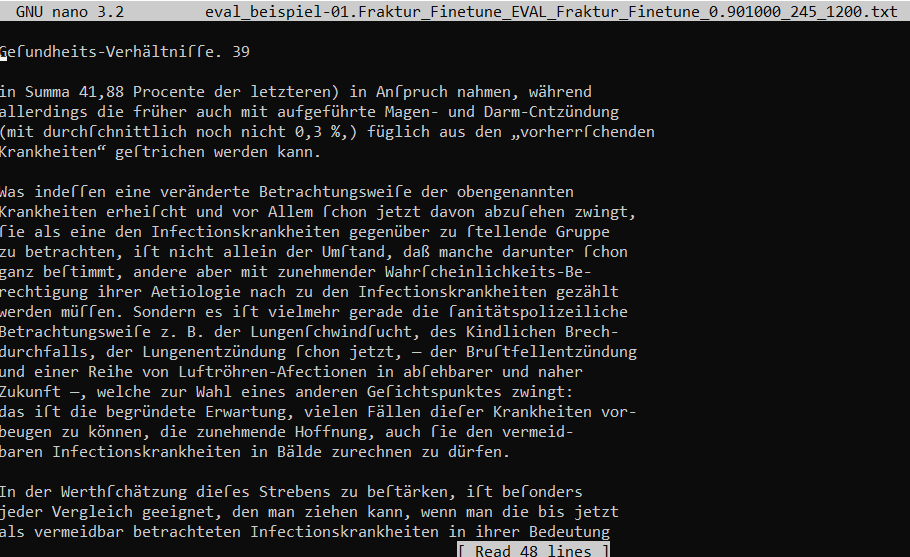 GNU nano 3.2 eval_beispiel-01.Fraktur_Finetune_EVAL_Fraktur_Finetune_0.901000_245_1200.txt
Geſundheits-Verhältniſſe. 39
in Summa 41,88 Procente der letzteren) in Anſpruch nahmen, während
allerdings die früher auch mit aufgeführte Magen- und Darm-Cntzündung
(mit durchſchnittlich noch nicht 0,3 %,) füglich aus den „vorherrſchenden
Krankheiten“ geſtrichen werden kann.
Was indeſſen eine veränderte Betrachtungsweiſe der obengenannten
Krankheiten erheiſcht und vor Allem ſchon jetzt davon abzuſehen zwingt,
ſie als eine den Infectionskrankheiten gegenüber zu ſtellende Gruppe
zu betrachten, iſt nicht allein der Umſtand, daß manche darunter ſchon
ganz beſtimmt, andere aber mit zunehmender Wahrſcheinlichkeits-Be-
rechtigung ihrer Aetiologie nach zu den Infectionskrankheiten gezählt
werden müſſen. Sondern es iſt vielmehr gerade die ſanitätspolizeiliche
Betrachtungsweiſe z. B. der Lungenſchwindſucht, des Kindlichen Brech-
durchfalls, der Lungenentzündung ſchon jetzt, — der Bruſtfellentzündung
und einer Reihe von Luftröhren-Afectionen in abſehbarer und naher
Zukunft —, welche zur Wahl eines anderen Geſichtspunktes zwingt:
das iſt die begründete Erwartung, vielen Fällen dieſer Krankheiten vor-
beugen zu können, die zunehmende Hoffnung, auch ſie den vermeid-
baren Infectionskrankheiten in Bälde zurechnen zu dürfen.
In der Werthſchätzung dieſes Strebens zu beſtärken, iſt beſonders
jeder Vergleich geeignet, den man ziehen kann, wenn man die bis jetzt
als vermeidbar betrachteten Infectionskrankheiten in ihrer Bedeutung
[ Read 48 lines ]